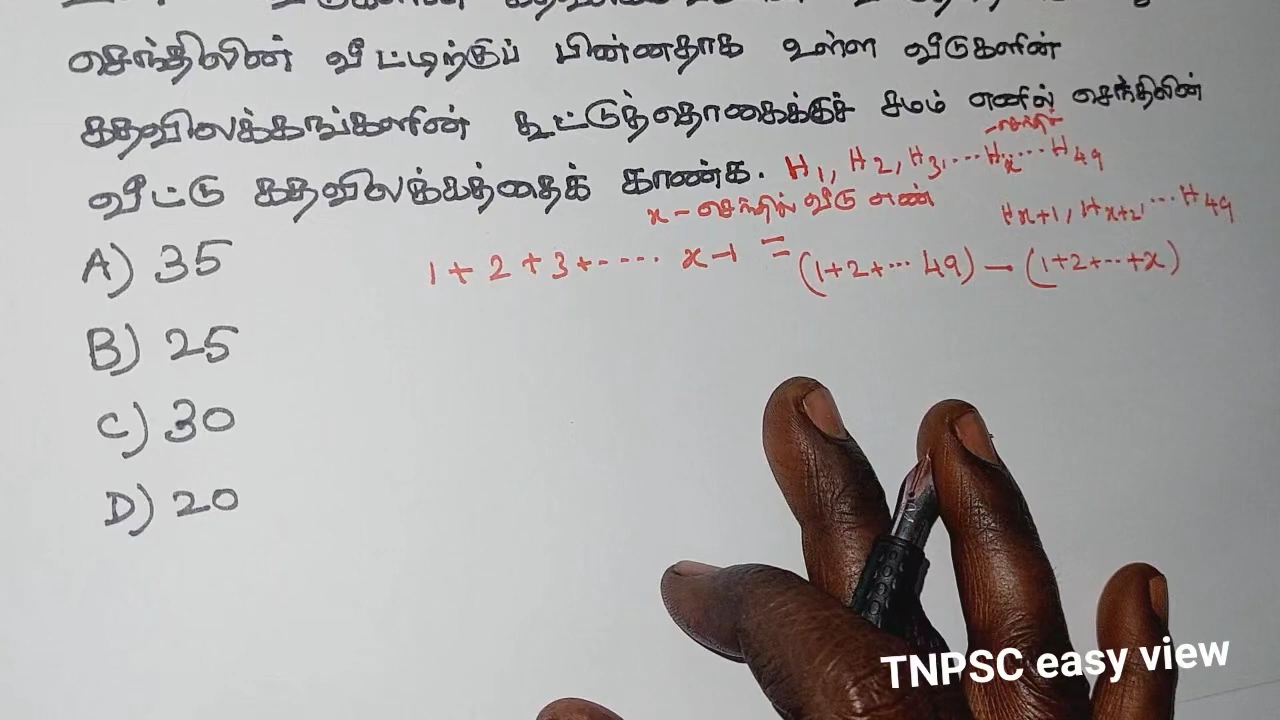 செந்திலின் வீட்டிற்குப் பின்னதாக உள்ள வீடுகளின்
கதவிலக்கங்களின் கூட்டுத்தொகைக்குச் சமம் எனில் செந்திலின்
வீட்டு கதவிலக்கத்தைக் காண்க. H1, H2, H3, .... Hx .... H49
x - செந்தில் வீடு எண் Hx+1, Hx+2, ... H49
1 + 2 + 3 + ..... x-1 = (1+2+... 49) - (1+2+...+x)
A) 35
B) 25
C) 30
D) 20
TNPSC easy view